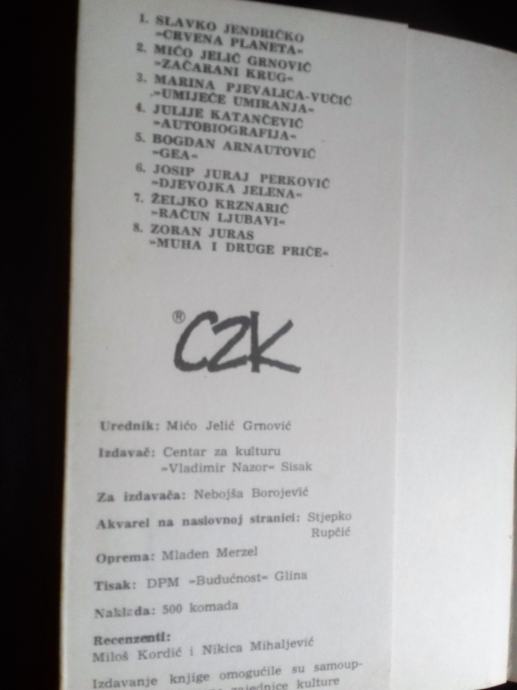 1. SLAVKO JENDRIČKO
»CRVENA PLANETA«
2. MIĆO JELIĆ GRNOVIĆ
»ZAČARANI KRUG«
3. MARINA PJEVALICA-VUČIĆ
»UMIJEĆE UMIRANJA«
4. JULIJE KATANČEVIĆ
»AUTOBIOGRAFIJA«
5. BOGDAN ARNAUTOVIĆ
»GEA«
6. JOSIP JURAJ PERKOVIĆ
»DJEVOJKA JELENA«
7. ŽELJKO KRZNARIĆ
»RAČUN LJUBAVI«
8. ZORAN JURAS
»MUHA I DRUGE PRIČE«
® CZK
Urednik: Mićo Jelić Grnović
Izdavač: Centar za kulturu
»Vladimir Nazor« Sisak
Za izdavača: Nebojša Borojević
Akvarel na naslovnoj stranici: Stjepko
Rupčić
Oprema: Mladen Merzel
Tisak: DPM »Budućnost« Glina
Naklada: 500 komada
Recenzenti:
Miloš Kordić i Nikica Mihaljević
Izdavanje knjige omogućile su samoup-
zajednice kulture